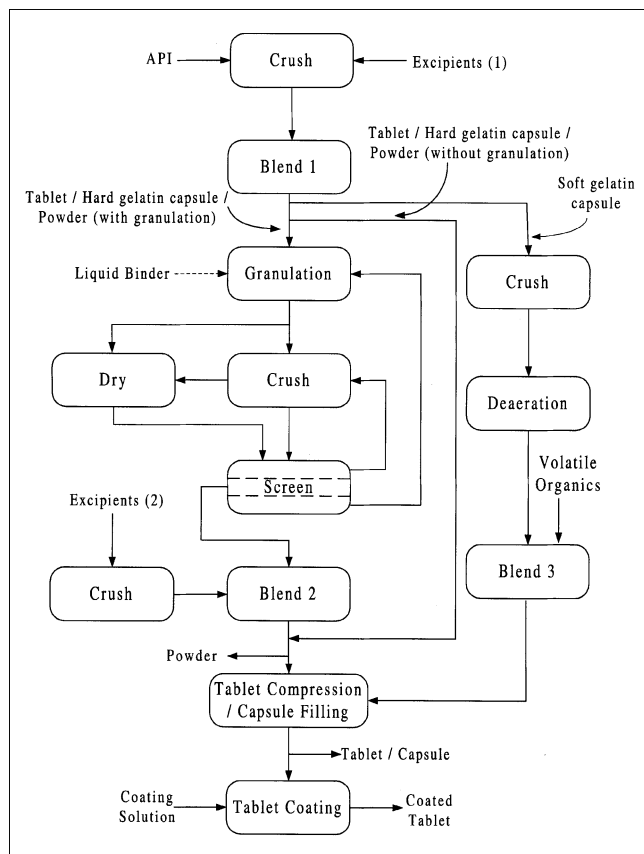 API
Crush
Excipients (1)
Tablet / Hard gelatin capsule /
Powder (without granulation)
Blend 1
Soft gelatin
capsule
Tablet / Hard gelatin capsule /
Powder (with granulation)
Liquid Binder
Granulation
Crush
Dry
Crush
Deaeration
Volatile
Organics
Screen
Excipients (2)
Crush
Blend 2
Blend 3
Powder
Tablet Compression
/ Capsule Filling
Tablet / Capsule
Coating
Solution
Tablet Coating
Coated
Tablet